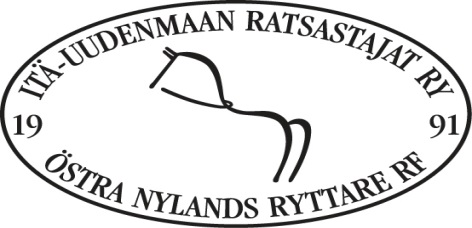 ITÄ-UUDENMAAN RATSASTAJAT RY
19 91
ÖSTRA NYLANDS RYTTARE RF